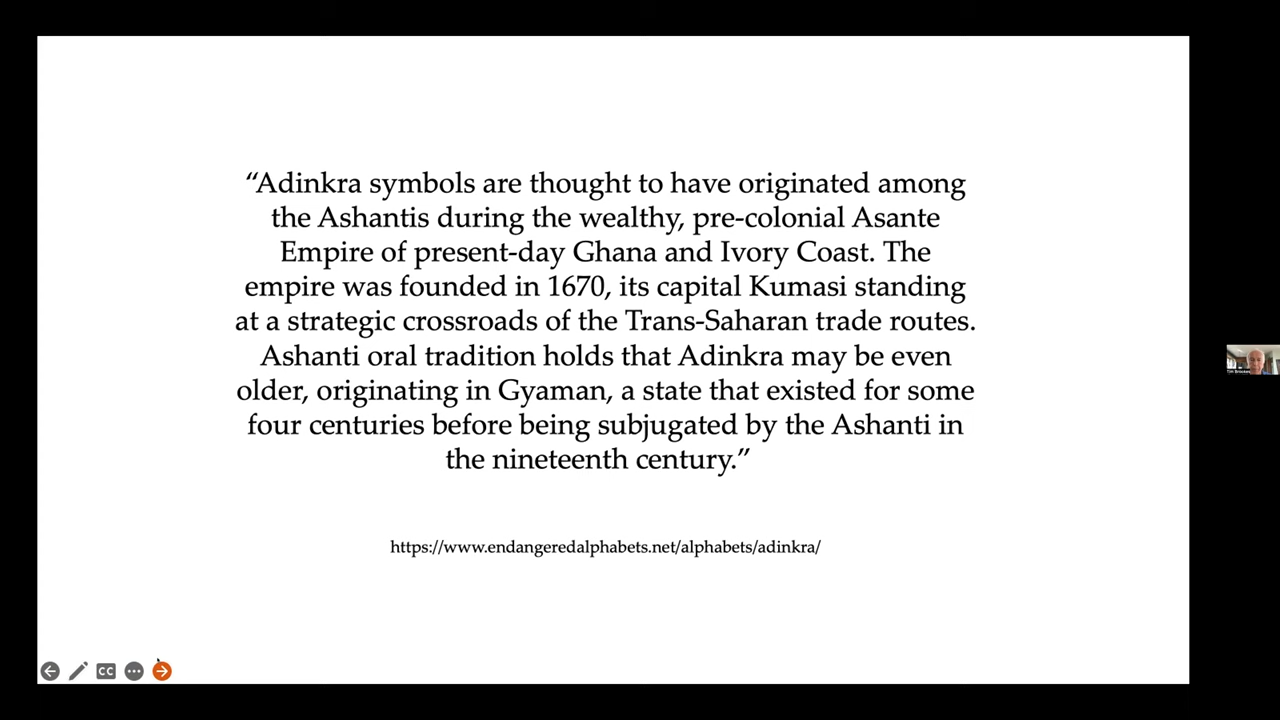 “Adinkra symbols are thought to have originated among
the Ashantis during the wealthy, pre-colonial Asante
Empire of present-day Ghana and Ivory Coast. The
empire was founded in 1670, its capital Kumasi standing
at a strategic crossroads of the Trans-Saharan trade routes.
Ashanti oral tradition holds that Adinkra may be even
older, originating in Gyaman, a state that existed for some
four centuries before being subjugated by the Ashanti in
the nineteenth century.”
https://www.endangeredalphabets.net/alphabets/adinkra/
CC